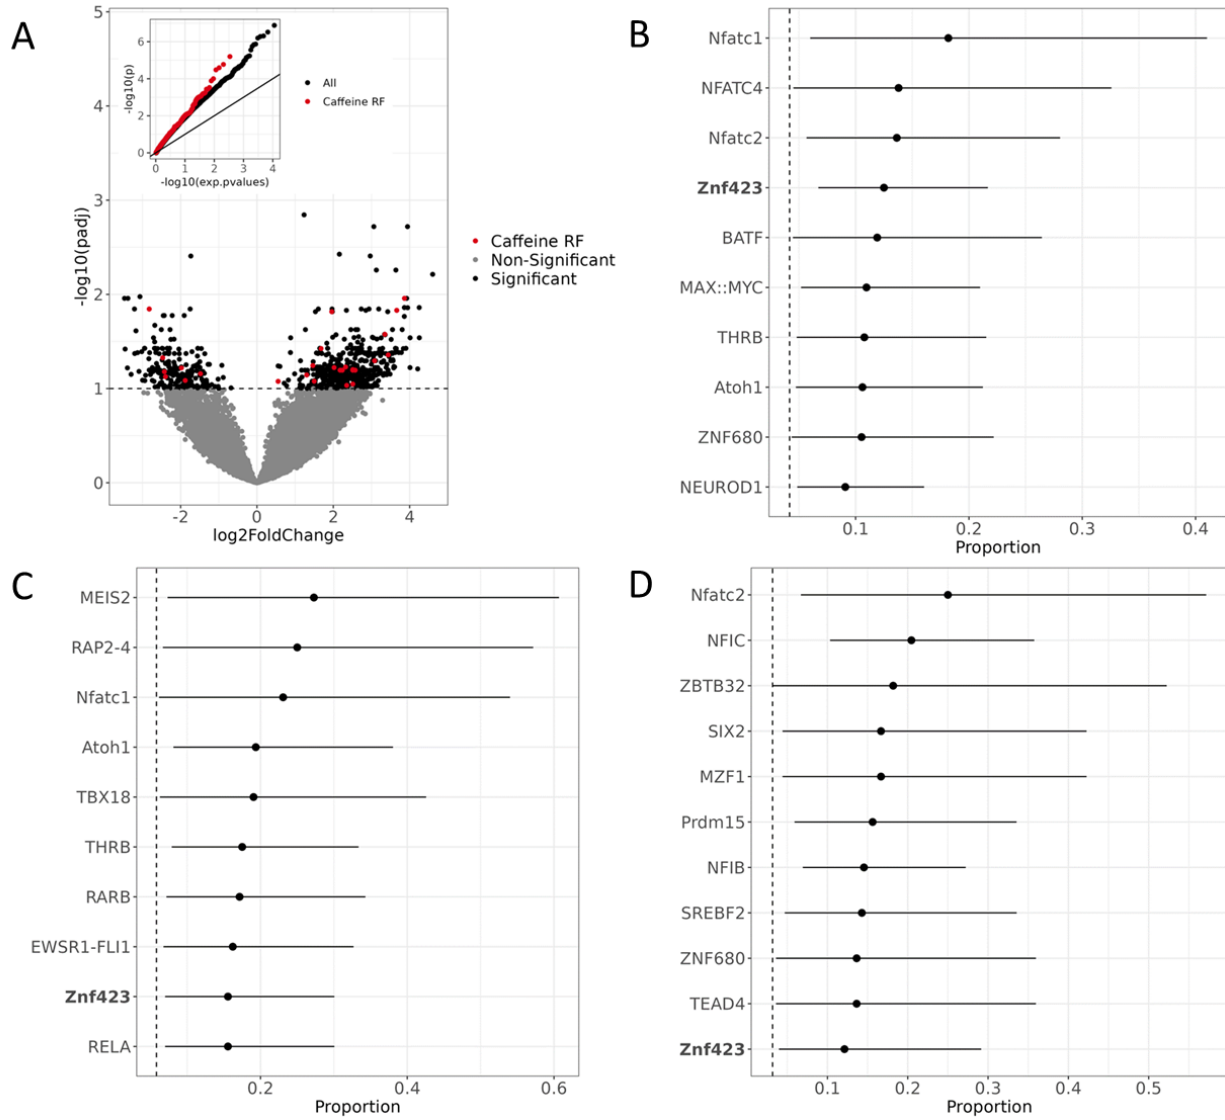 A
5
4
3
2
1
0
-log10(padj)
-2
0
2
4
log2FoldChange
6
4
2
0
-log10(p)
0
1
2
3
4
-log10(exp.pvalues)
All
Caffeine RF
Caffeine RF
Non-Significant
Significant
B
Nfatc1
NFATC4
Nfatc2
Znf423
BATF
MAX::MYC
THRB
Atoh1
ZNF680
NEUROD1
0.1
0.2
0.3
0.4
Proportion
C
MEIS2
RAP2-4
Nfatc1
Atoh1
TBX18
THRB
RARB
EWSR1-FLI1
Znf423
RELA
0.2
0.4
0.6
Proportion
D
Nfatc2
NFIC
ZBTB32
SIX2
MZF1
Prdm15
NFIB
SREBF2
ZNF680
TEAD4
Znf423
0.1
0.2
0.3
0.4
0.5
Proportion